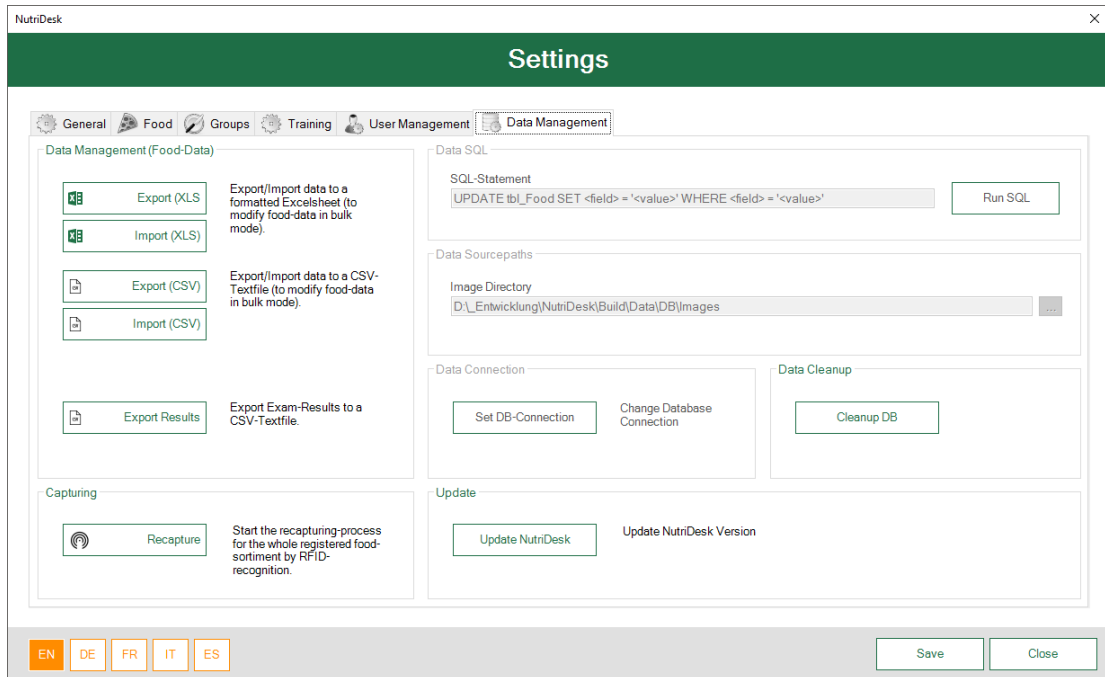 NutriDesk
Settings
General Food Groups Training User Management Data Management
Data Management (Food-Data)
Export (XLS
Import (XLS)
Export/Import data to a
formatted Excelsheet (to
modify food-data in bulk
mode).
Export (CSV)
Import (CSV)
Export/Import data to a CSV-
Textfile (to modify food-data
in bulk mode).
Export Results
Export Exam-Results to a
CSV-Textfile.
Capturing
Recapture
Start the recapturing-process
for the whole registered food-
sortiment by RFID-
recognition.
Data SQL
SQL-Statement
UPDATE tbl_Food SET <field> = '<value>' WHERE <field> = '<value>'
Run SQL
Data Sourcepaths
Image Directory
D:\_Entwicklung\NutriDesk\Build\Data\DB\Images
...
Data Connection
Set DB-Connection
Change Database
Connection
Data Cleanup
Cleanup DB
Update
Update NutriDesk
Update NutriDesk Version
EN DE FR IT ES
Save Close